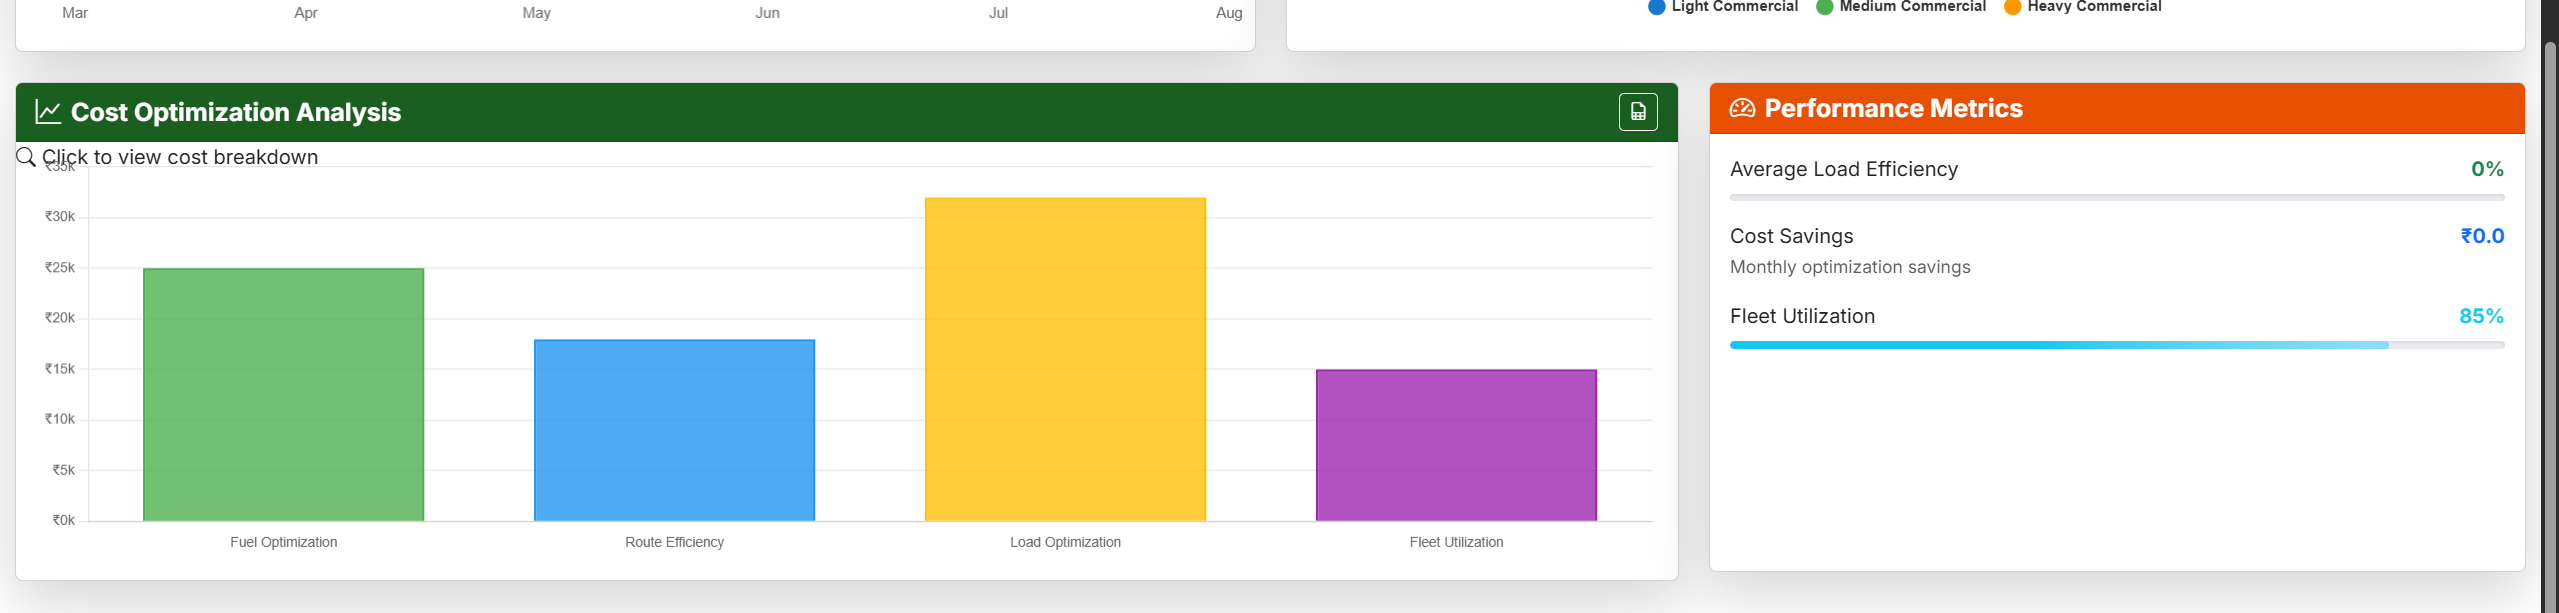 Mar
Apr
May
Jun
Jul
Aug
Light Commercial
Medium Commercial
Heavy Commercial
Cost Optimization Analysis
Click to view cost breakdown
₹35k
₹30k
₹25k
₹20k
₹15k
₹10k
₹5k
₹0k
Fuel Optimization
Route Efficiency
Load Optimization
Fleet Utilization
Performance Metrics
Average Load Efficiency
0%
Cost Savings
₹0.0
Monthly optimization savings
Fleet Utilization
85%